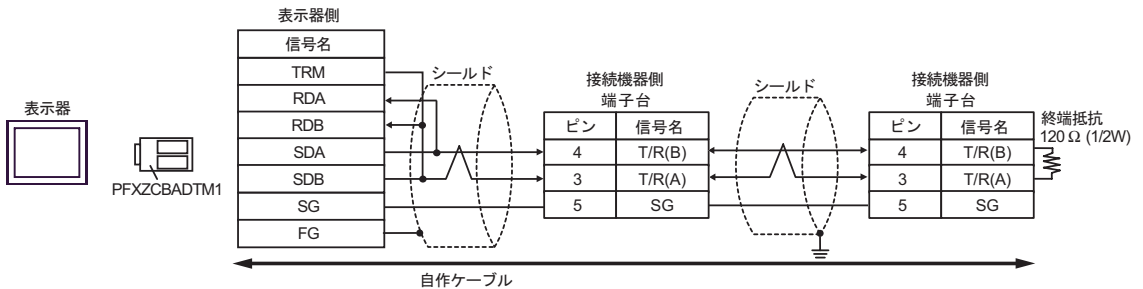 表示器
PFXZCBADTM1
表示器側
信号名
TRM
RDA
RDB
SDA
SDB
SG
FG
シールド
接続機器側
端子台
ピン 信号名
4 T/R(B)
3 T/R(A)
5 SG
シールド
接続機器側
端子台
ピン 信号名
4 T/R(B)
3 T/R(A)
5 SG
終端抵抗
120 Ω (1/2W)
自作ケーブル